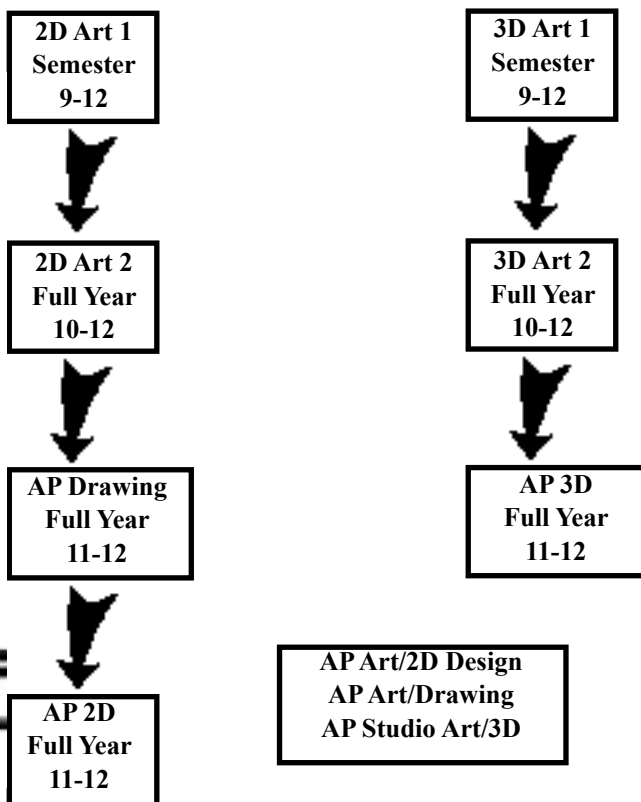 2D Art 1
Semester
9-12
2D Art 2
Full Year
10-12
AP Drawing
Full Year
11-12
AP 2D
Full Year
11-12
3D Art 1
Semester
9-12
3D Art 2
Full Year
10-12
AP 3D
Full Year
11-12
AP Art/2D Design
AP Art/Drawing
AP Studio Art/3D